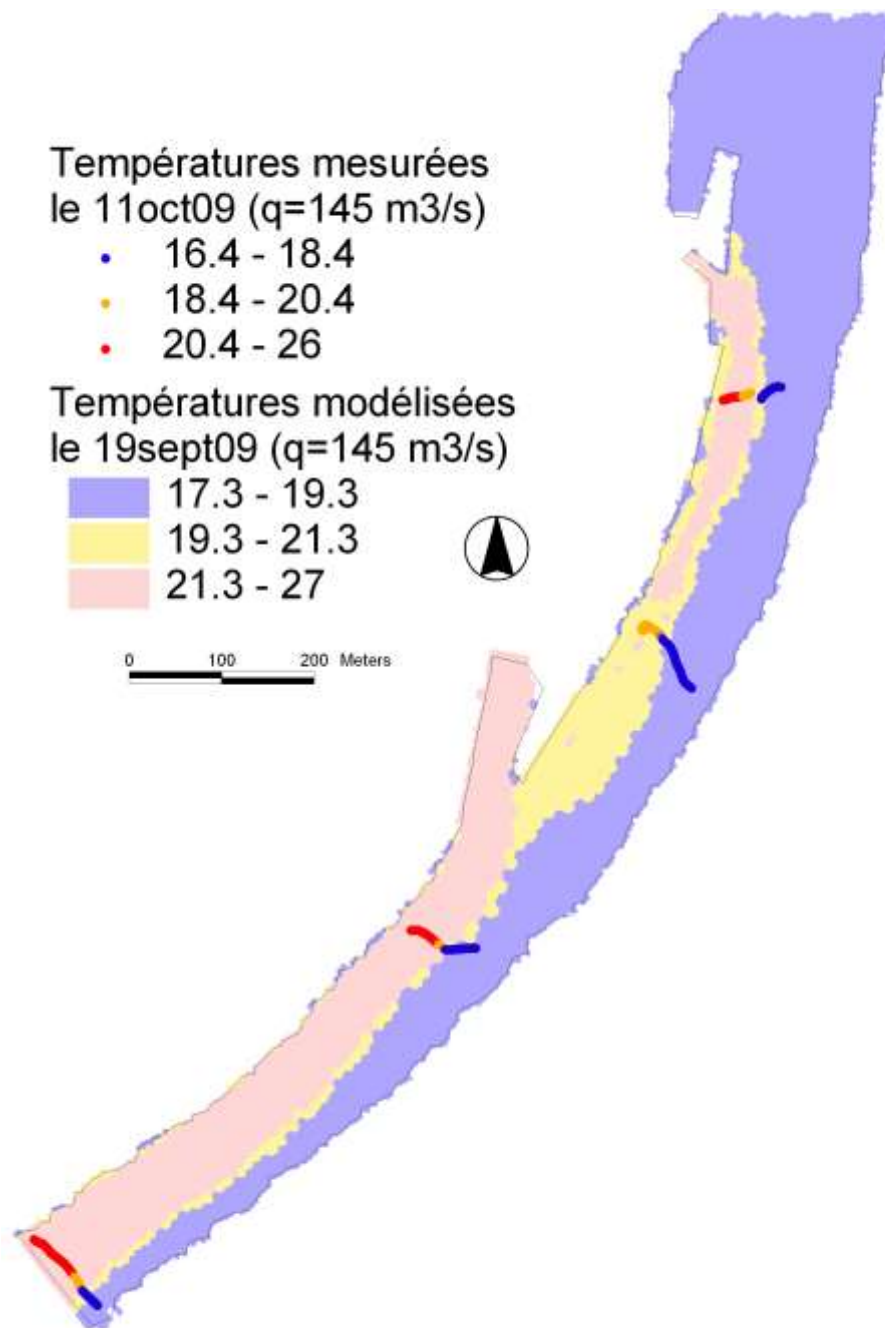 Températures mesurées
le 11oct09 (q=145 m3/s)
16.4 - 18.4
18.4 - 20.4
20.4 - 26
Températures modélisées
le 19sept09 (q=145 m3/s)
17.3 - 19.3
19.3 - 21.3
21.3 - 27
0 100 200 Meters